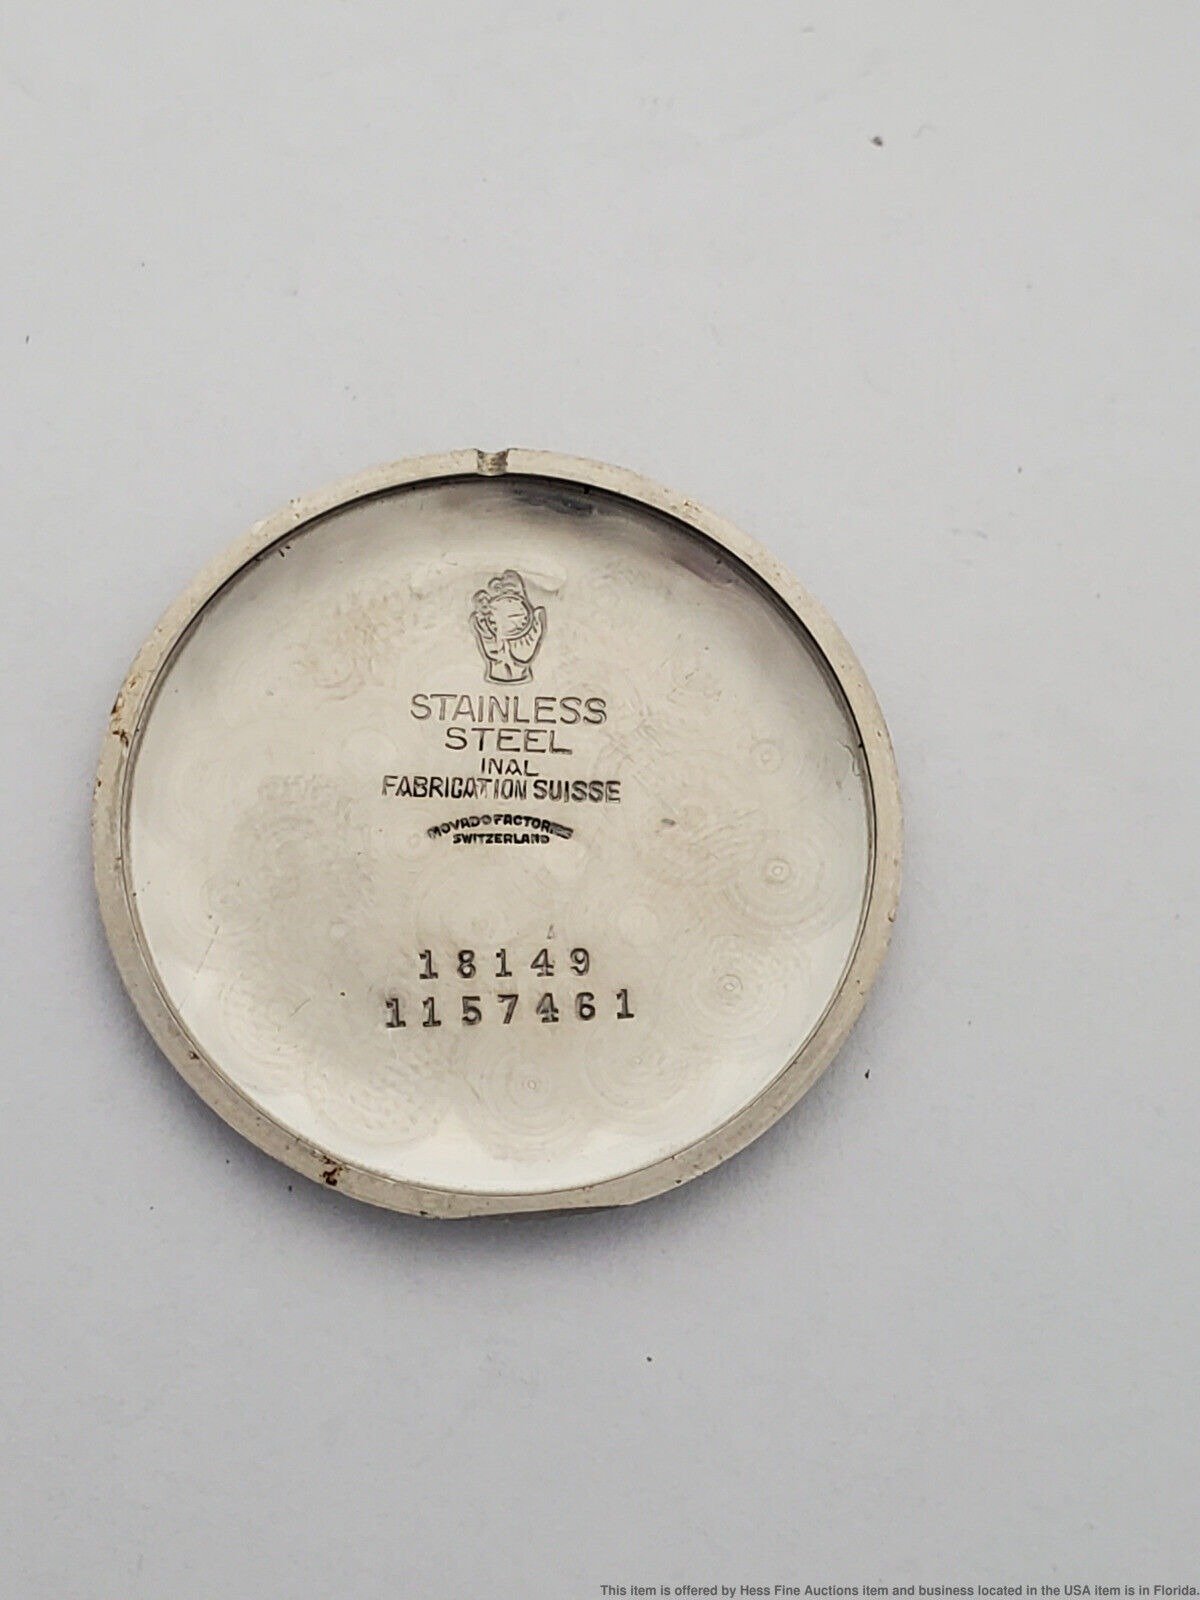 STAINLESS
STEEL
INAL
FABRICATION SUISSE
MOVADO FACTORIES
SWITZERLAND
18149
1157461
This item is offered by Hess Fine Auctions item and business located in the USA item is in Florida.